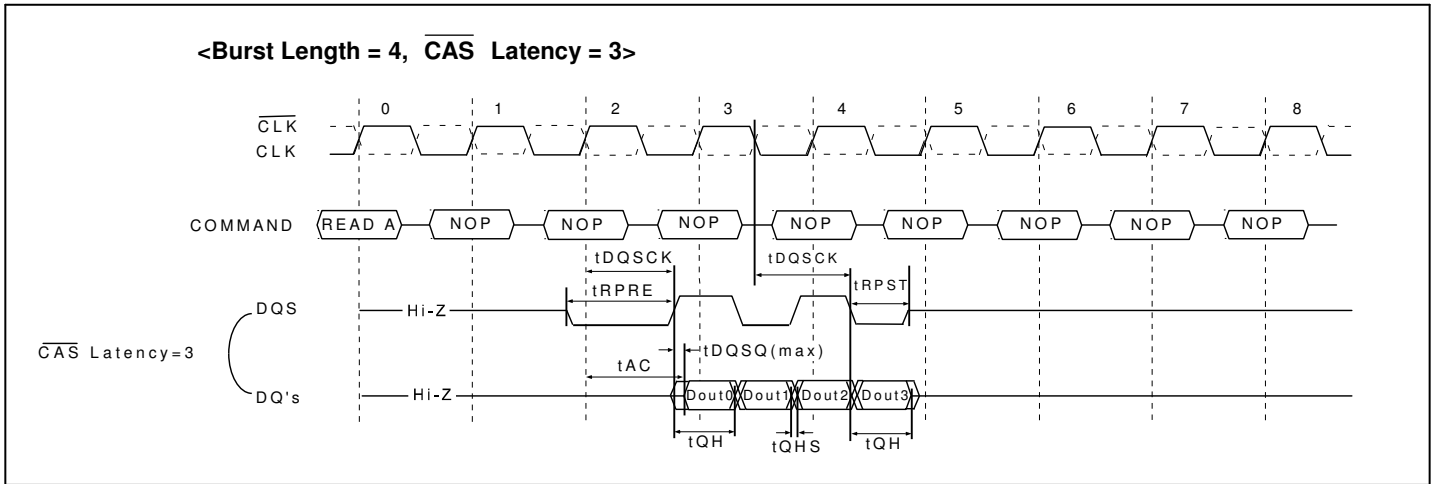 <Burst Length = 4, CAS Latency = 3>
0 1 2 3 4 5 6 7 8
CLK
CLK
COMMAND READ A NOP NOP NOP NOP NOP NOP NOP NOP
tDQSCK tDQSCK
tRPRE tRPST
DQS Hi-Z
CAS Latency=3
tDQSQ(max)
tAC
DQ's Hi-Z Dout0 Dout1 Dout2 Dout3
tQH tQHS tQH